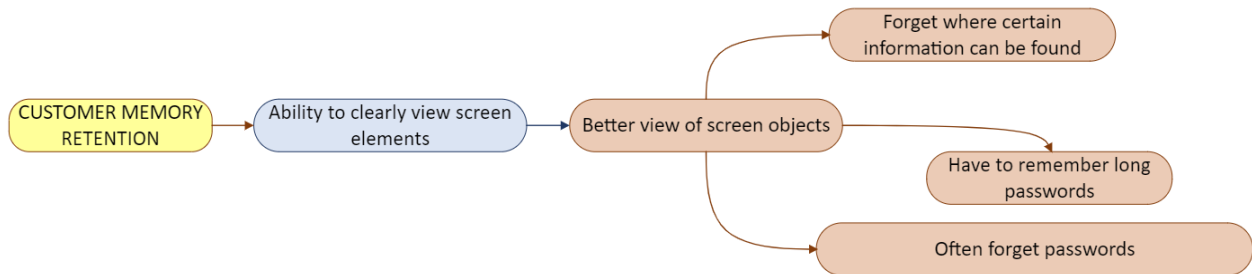 CUSTOMER MEMORY
RETENTION
Ability to clearly view screen
elements
Better view of screen objects
Forget where certain
information can be found
Have to remember long
passwords
Often forget passwords